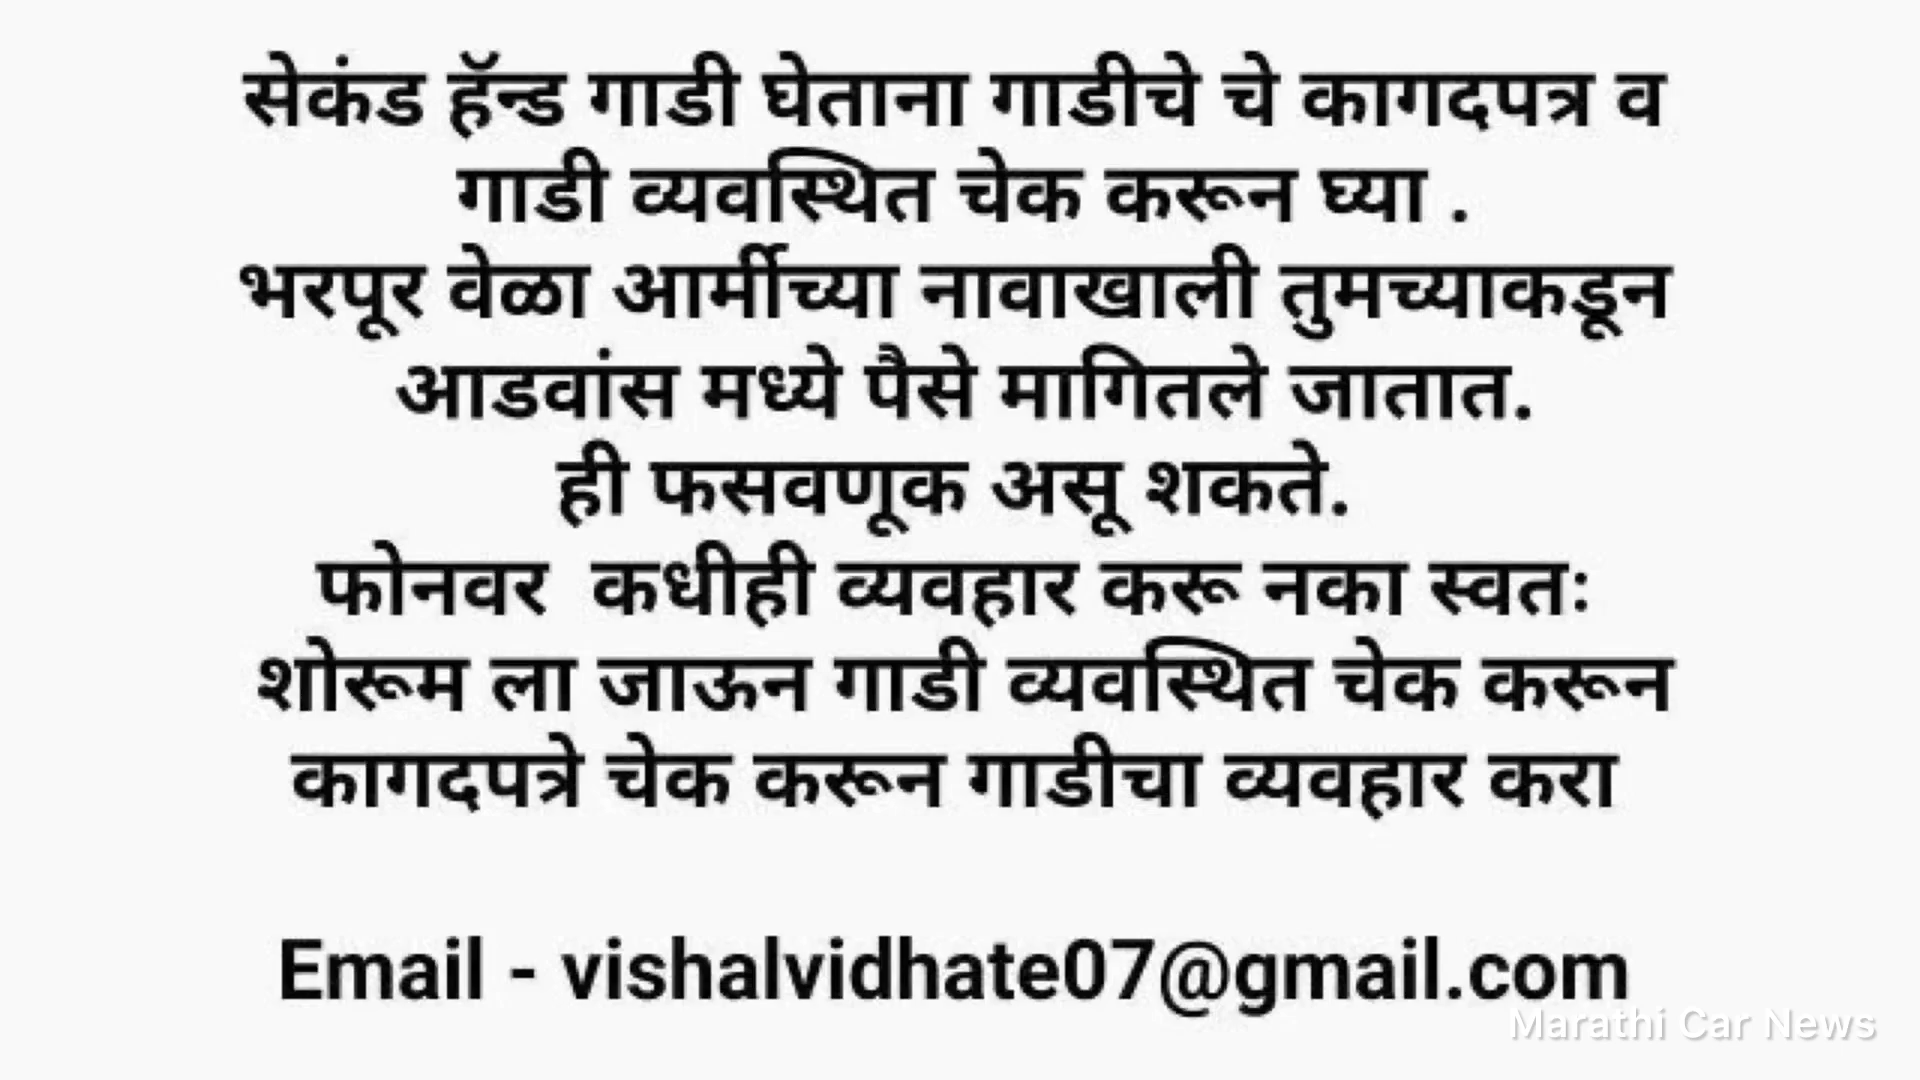 सेकंड हॅन्ड गाडी घेताना गाडीचे चे कागदपत्र व
गाडी व्यवस्थित चेक करून घ्या .
भरपूर वेळा आर्मीच्या नावाखाली तुमच्याकडून
आडवांस मध्ये पैसे मागितले जातात.
ही फसवणूक असू शकते.
फोनवर कधीही व्यवहार करू नका स्वतः
शोरूम ला जाऊन गाडी व्यवस्थित चेक करून
कागदपत्रे चेक करून गाडीचा व्यवहार करा
Email - vishalvidhate07@gmail.com
Marathi Car News